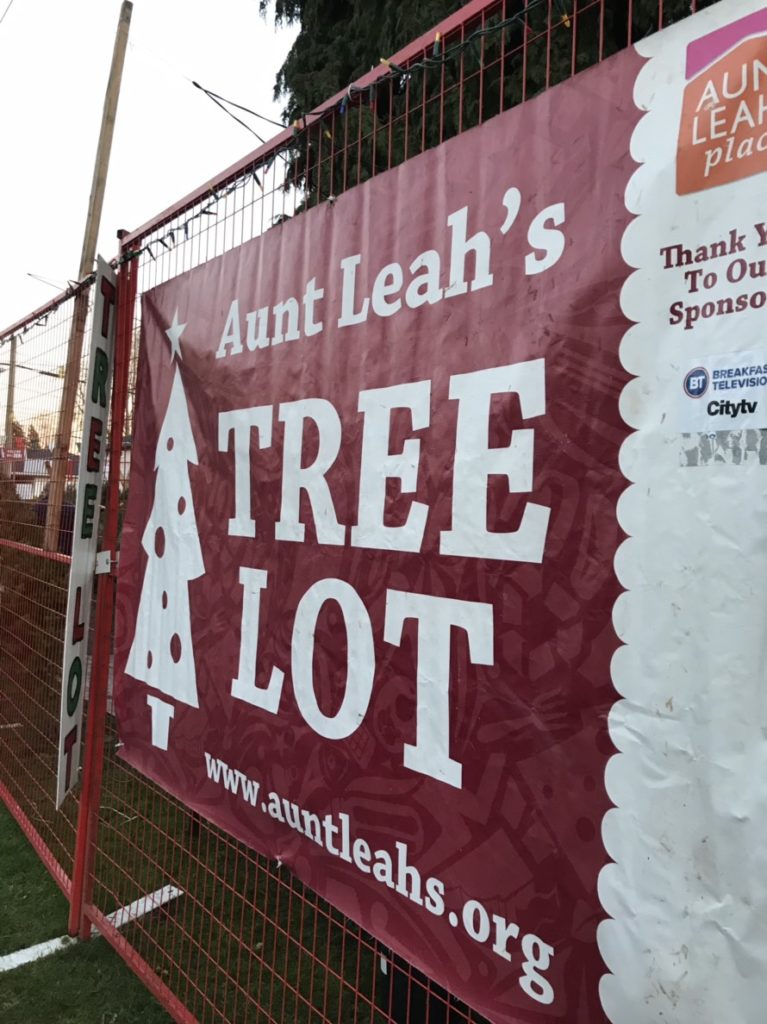 TREE LOT
Aunt Leah's
TREE
LOT
www.auntleahs.org
AUN
LEAH
plac
Thank Y
To Ou
Sponso
BT BREAKFAS
TELEVISION
Citytv